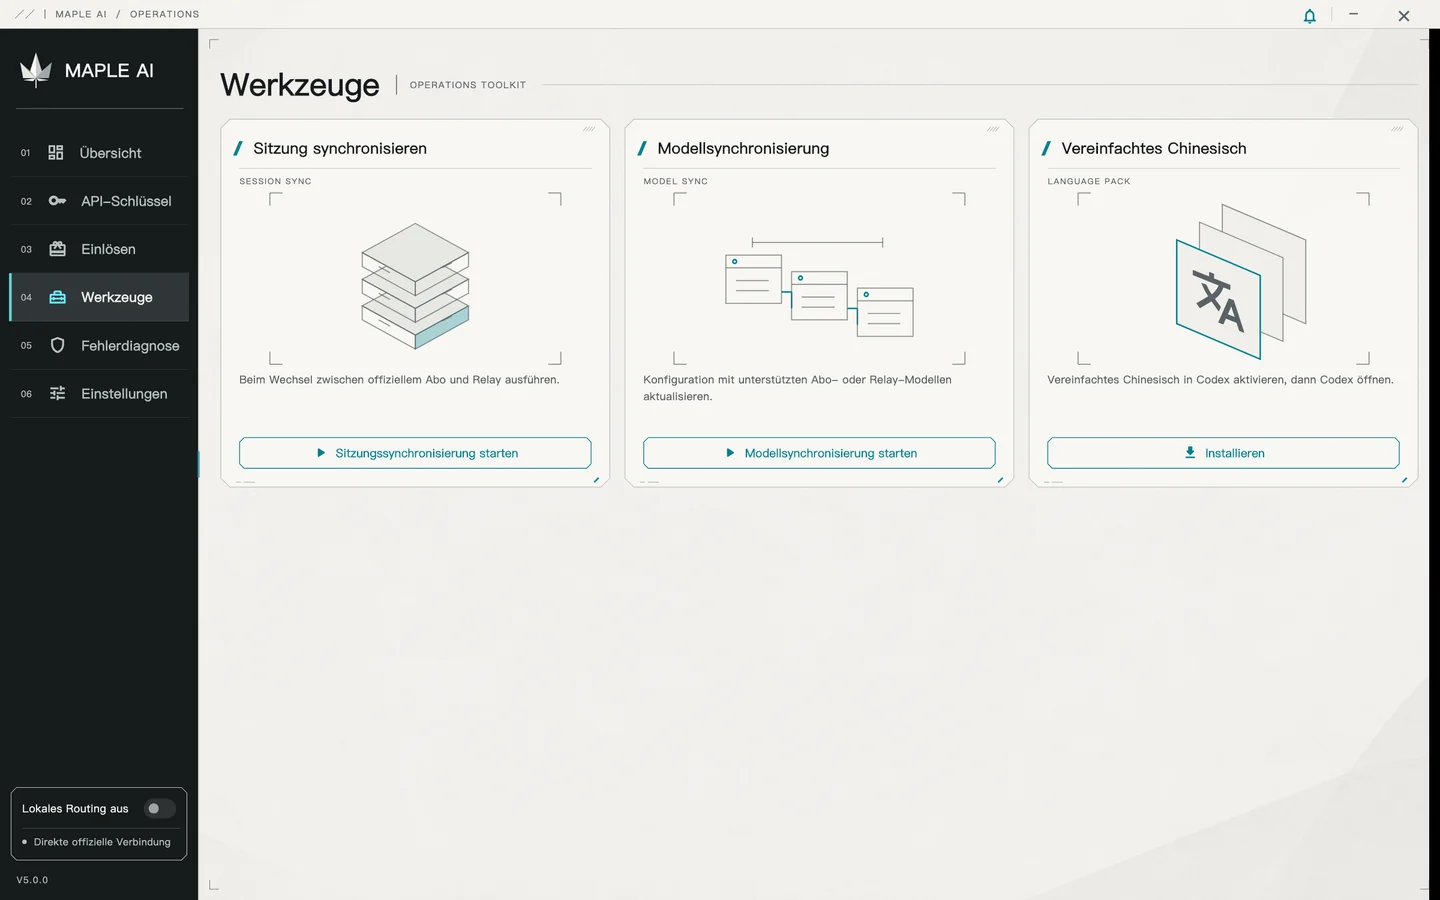 MAPLE AI / OPERATIONS
MAPLE AI
01 Übersicht
02 API-Schlüssel
03 Einlösen
04 Werkzeuge
05 Fehlerdiagnose
06 Einstellungen
Lokales Routing aus
Direkte offizielle Verbindung
V5.0.0
Werkzeuge
OPERATIONS TOOLKIT
Sitzung synchronisieren
SESSION SYNC
Beim Wechsel zwischen offiziellem Abo und Relay ausführen.
Sitzungssynchronisierung starten
Modellsynchronisierung
MODEL SYNC
Konfiguration mit unterstützten Abo- oder Relay-Modellen
aktualisieren.
Modellsynchronisierung starten
Vereinfachtes Chinesisch
LANGUAGE PACK
文A
Vereinfachtes Chinesisch in Codex aktivieren, dann Codex öffnen.
Installieren